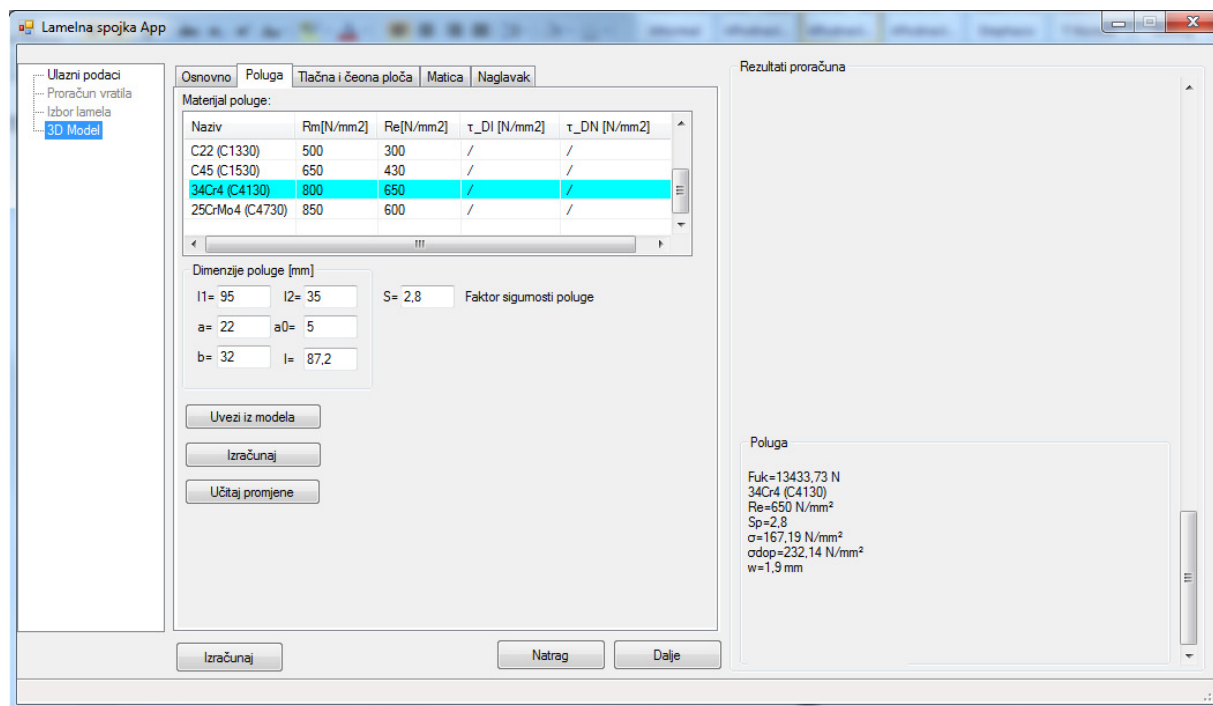 Lamelna spojka App
Ulazni podaci
Proračun vratila
Izbor lamela
3D Model
Osnovno Poluga Tlačna i čeona ploča Matica Naglavak
Materijal poluge:
Naziv Rm[N/mm2] Re[N/mm2] τ_DI [N/mm2] τ_DN [N/mm2]
C22 (C1330) 500 300 / /
C45 (C1530) 650 430 / /
34Cr4 (C4130) 800 650 / /
25CrMo4 (C4730) 850 600 / /
Dimenzije poluge [mm]
l1= 95 l2= 35 S= 2,8 Faktor sigurnosti poluge
a= 22 a0= 5
b= 32 l= 87,2
Uvezi iz modela
Izračunaj
Učitaj promjene
Izračunaj Natrag Dalje
Rezultati proračuna
Poluga
Fuk=13433,73 N
34Cr4 (C4130)
Re=650 N/mm²
Sp=2,8
σ=167,19 N/mm²
σdop=232,14 N/mm²
w=1,9 mm